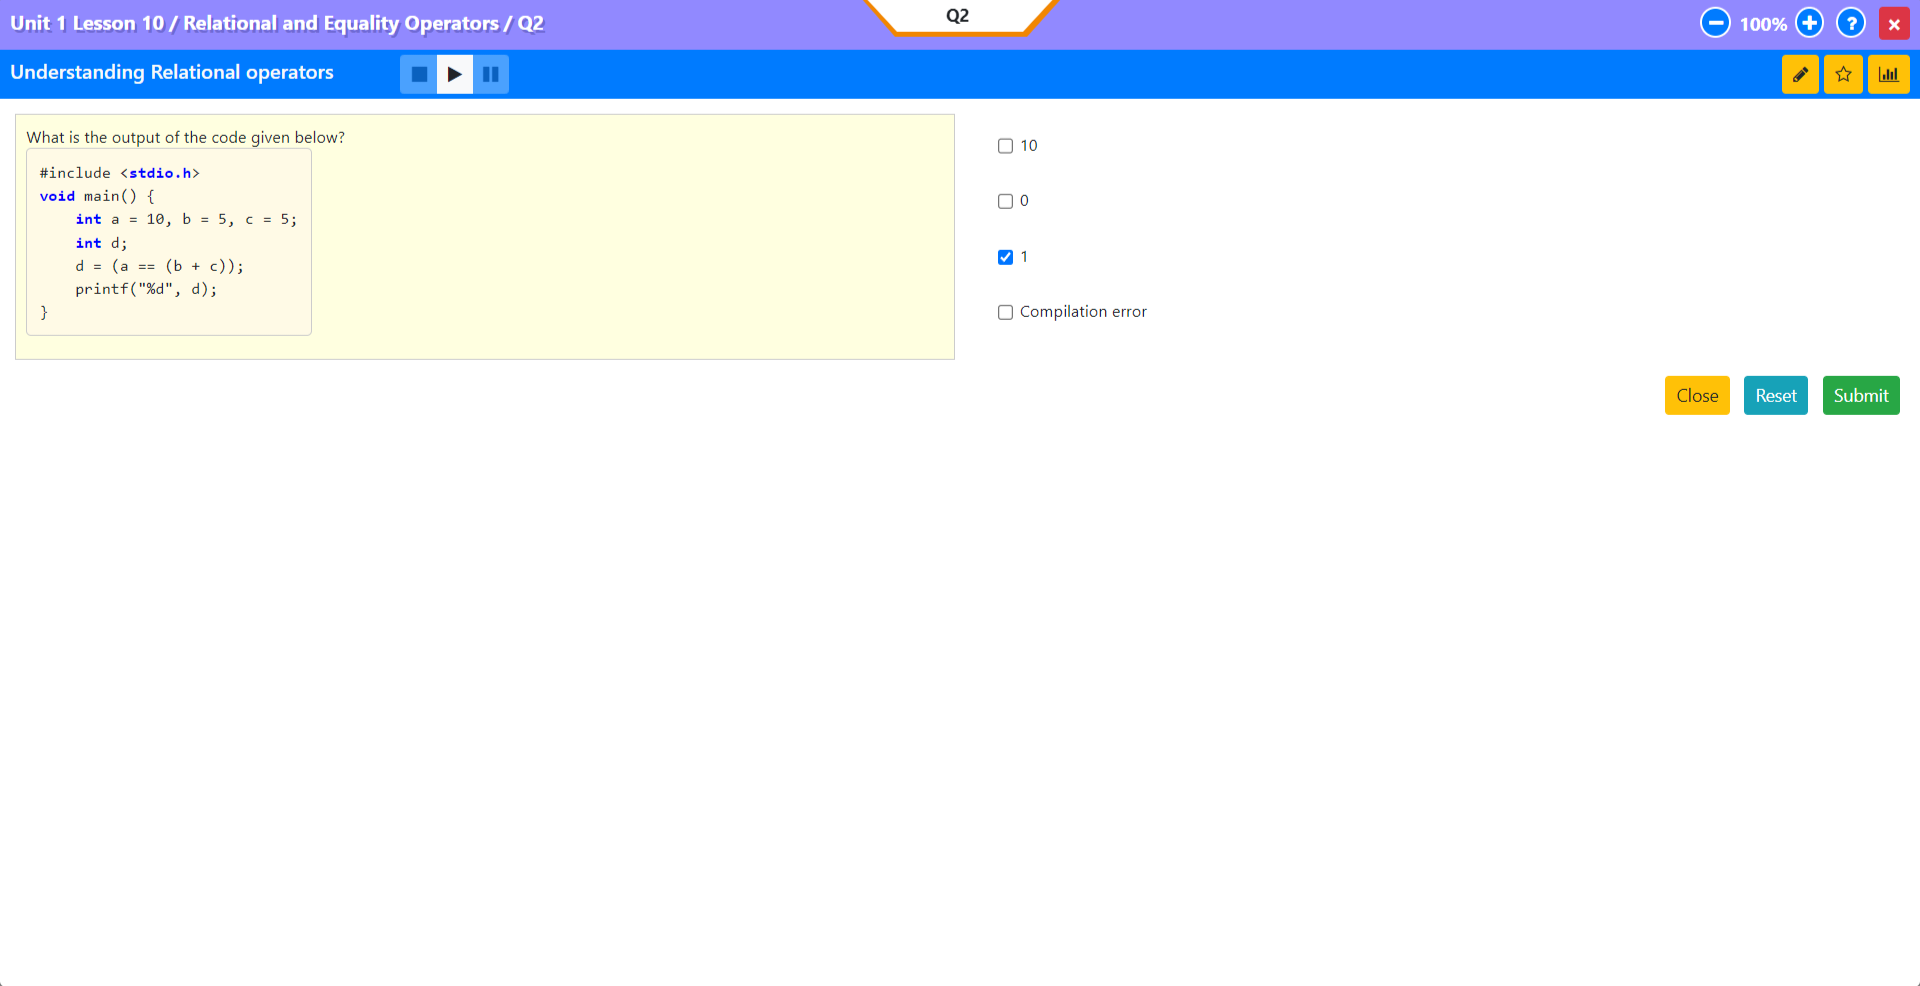 Unit 1 Lesson 10 / Relational and Equality Operators / Q2
Q2
100%
Understanding Relational operators
What is the output of the code given below?
#include <stdio.h>
void main() {
    int a = 10, b = 5, c = 5;
    int d;
    d = (a == (b + c));
    printf("%d", d);
}
10
0
1
Compilation error
Close
Reset
Submit